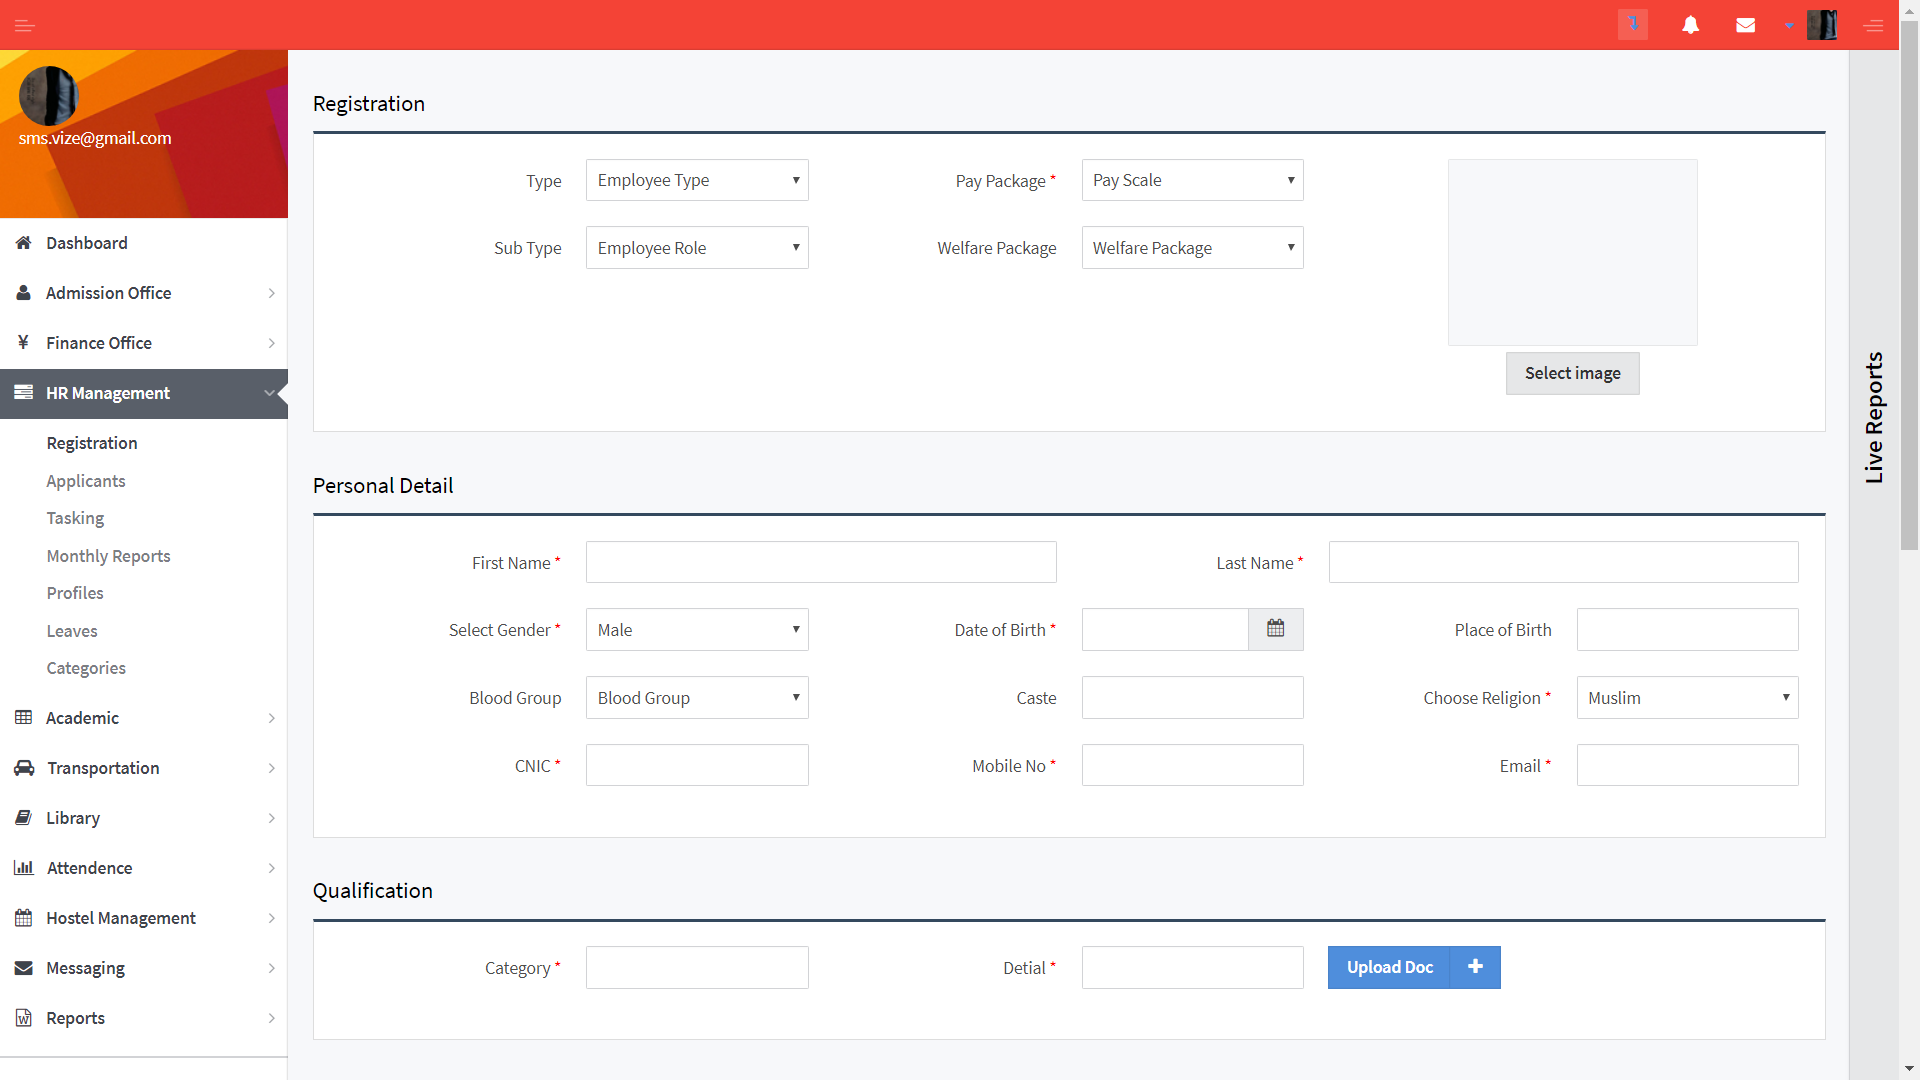 sms.vize@gmail.com
Dashboard
Admission Office
Finance Office
HR Management
Registration
Applicants
Tasking
Monthly Reports
Profiles
Leaves
Categories
Academic
Transportation
Library
Attendence
Hostel Management
Messaging
Reports
Registration
Type Employee Type Pay Package * Pay Scale
Sub Type Employee Role Welfare Package Welfare Package
Select image
Personal Detail
First Name * Last Name *
Select Gender * Male Date of Birth * Place of Birth
Blood Group Blood Group Caste Choose Religion * Muslim
CNIC * Mobile No * Email *
Qualification
Category * Detial * Upload Doc
Live Reports